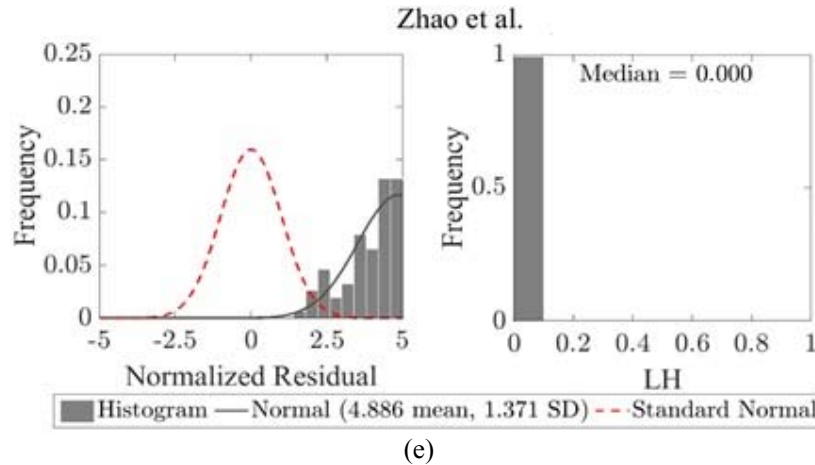 Zhao et al.
0.25
0.2
0.15
0.1
0.05
0
Frequency
-5 -2.5 0 2.5 5
Normalized Residual
1
0.5
0
Frequency
Median = 0.000
0 0.2 0.4 0.6 0.8 1
LH
Histogram Normal (4.886 mean, 1.371 SD) Standard Normal
(e)